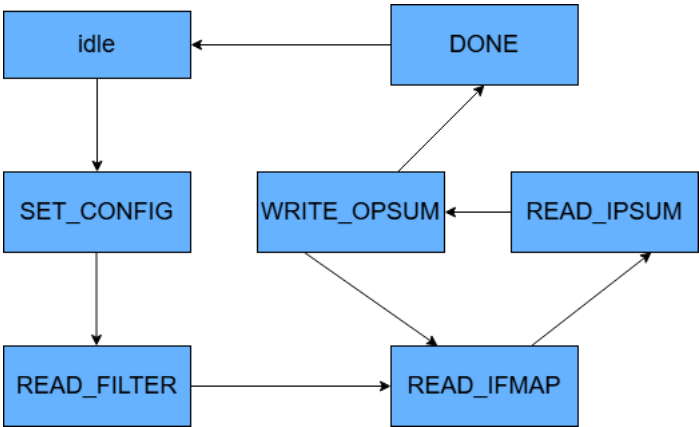 idle
DONE
SET_CONFIG
WRITE_OPSUM
READ_IPSUM
READ_FILTER
READ_IFMAP